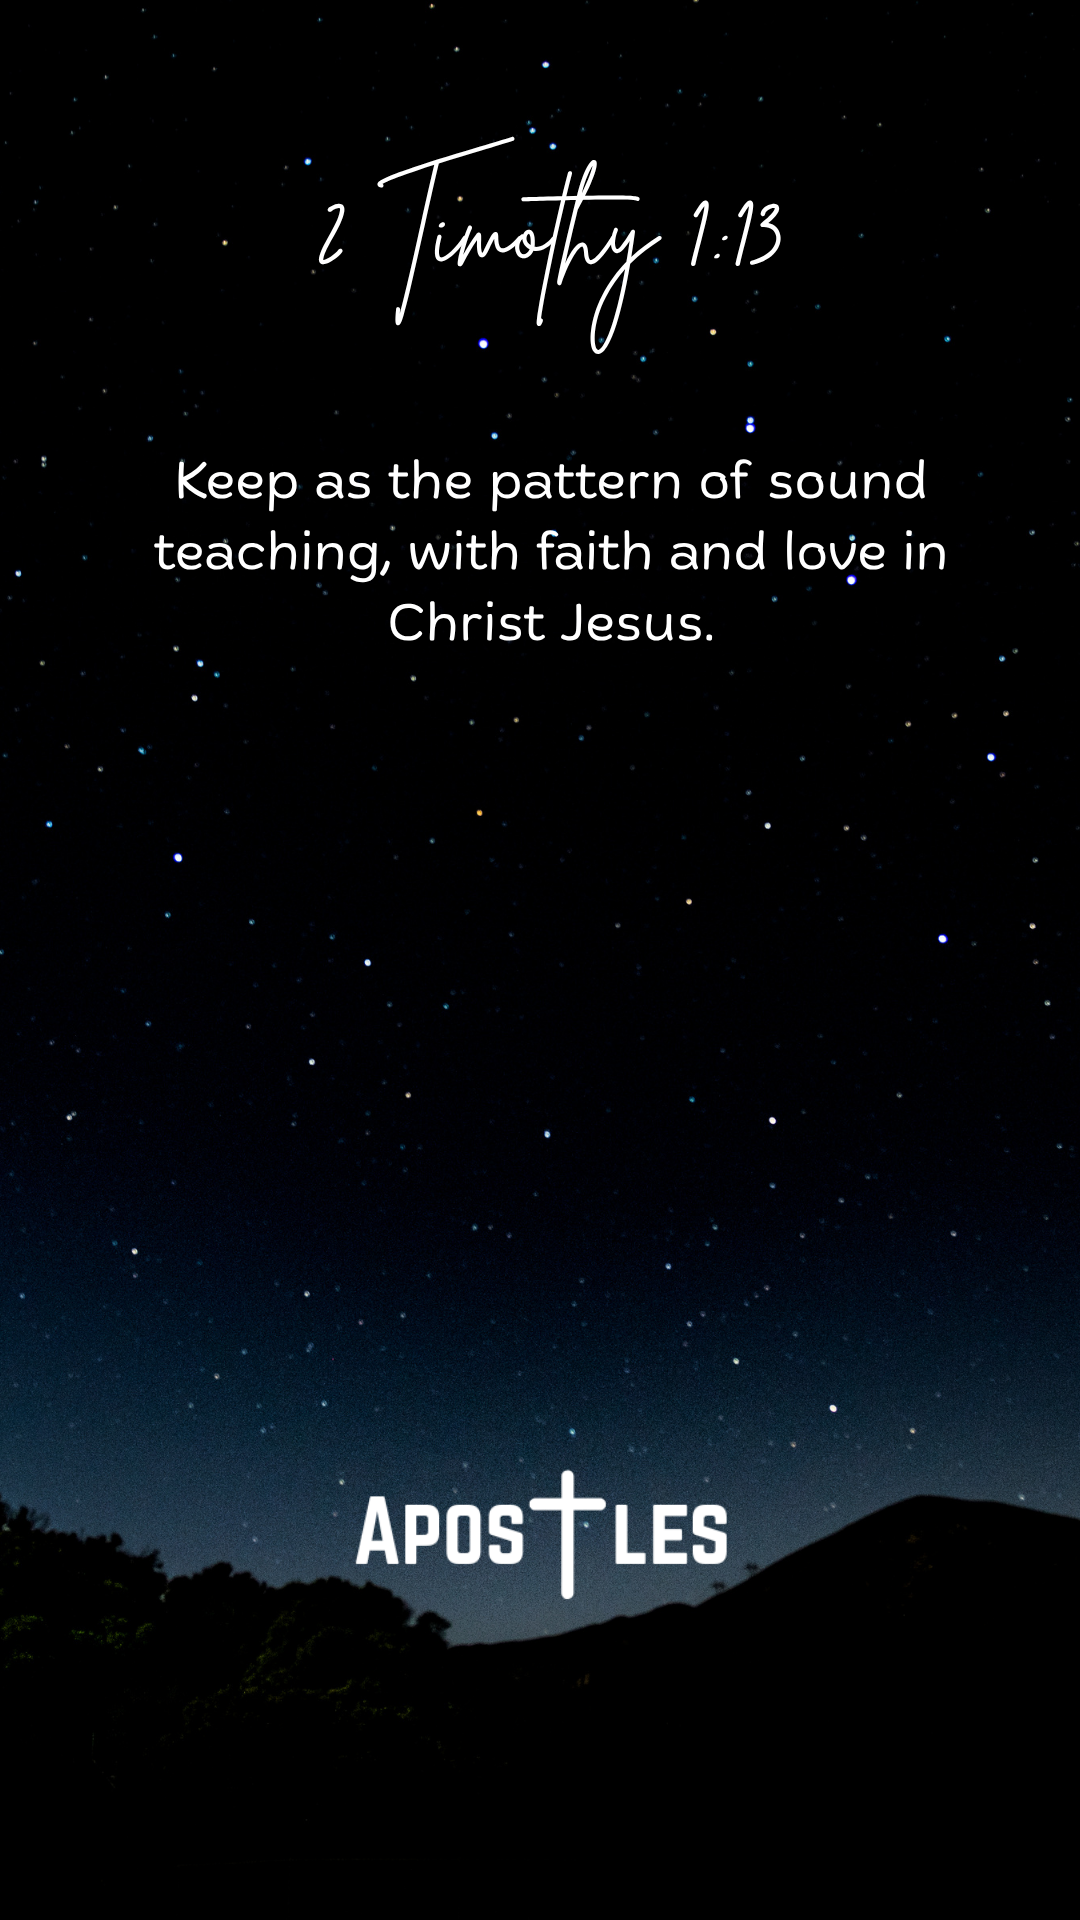 2 Timothy 1:13
Keep as the pattern of sound
teaching, with faith and love in
Christ Jesus.
APOSTLES